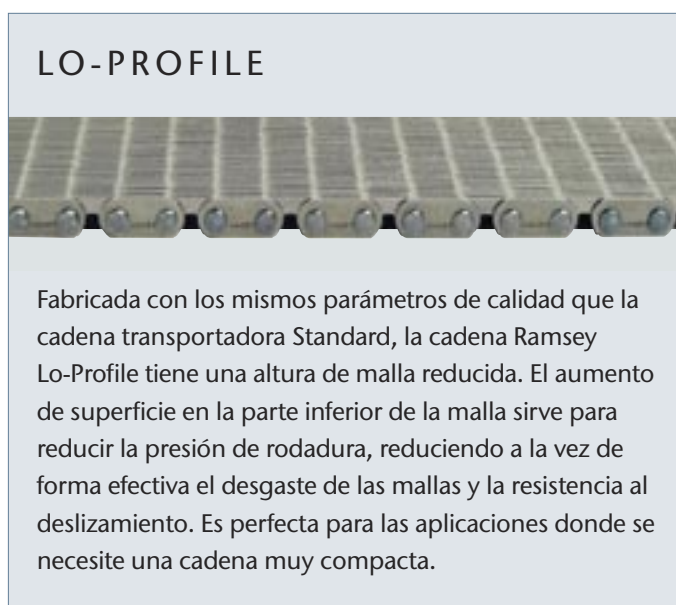 LO-PROFILE
Fabricada con los mismos parámetros de calidad que la
cadena transportadora Standard, la cadena Ramsey
Lo-Profile tiene una altura de malla reducida. El aumento
de superficie en la parte inferior de la malla sirve para
reducir la presión de rodadura, reduciendo a la vez de
forma efectiva el desgaste de las mallas y la resistencia al
deslizamiento. Es perfecta para las aplicaciones donde se
necesite una cadena muy compacta.